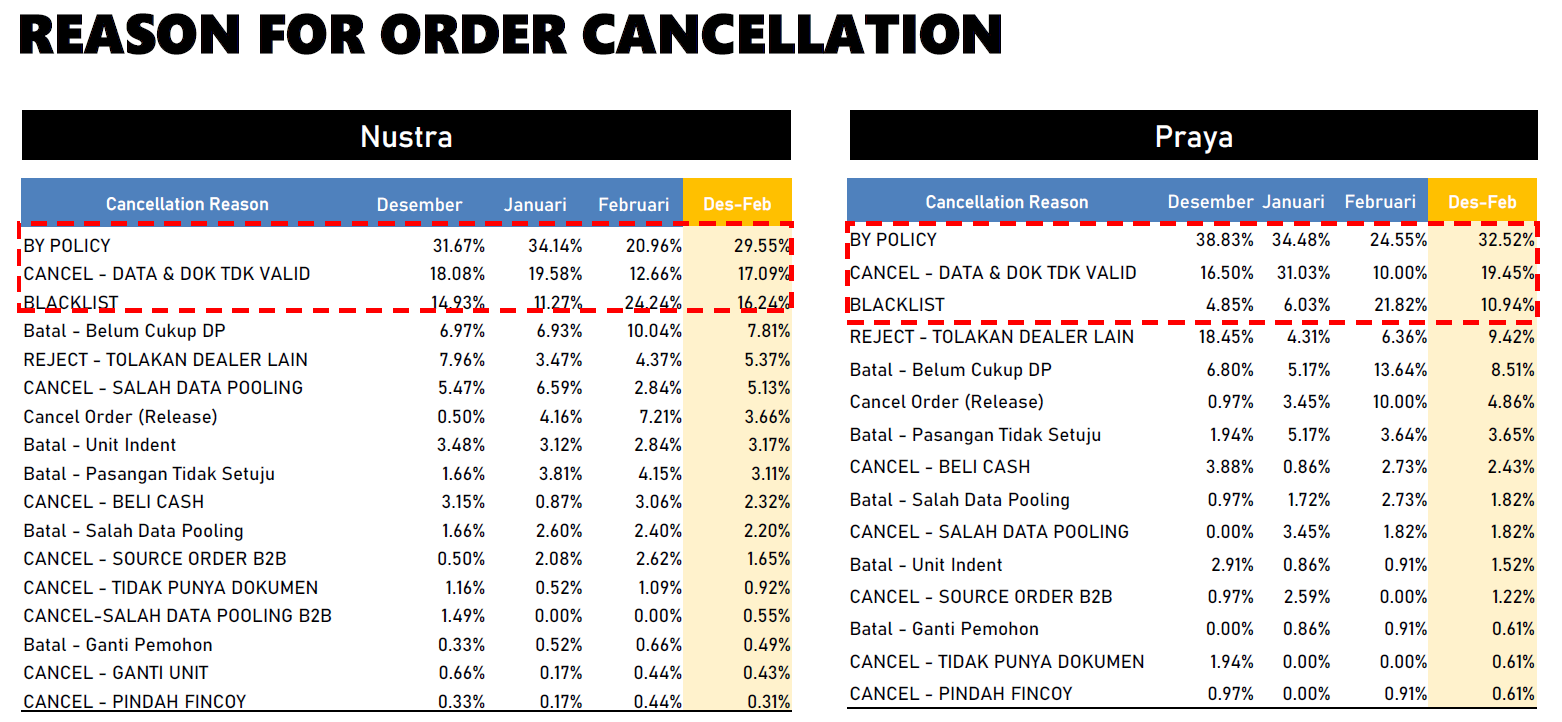 REASON FOR ORDER CANCELLATION
Nustra
Cancellation Reason Desember Januari Februari Des-Feb
BY POLICY 31.67% 34.14% 20.96% 29.55%
CANCEL - DATA & DOK TDK VALID 18.08% 19.58% 12.66% 17.09%
BLACKLIST 14.93% 11.27% 24.24% 16.24%
Batal - Belum Cukup DP 6.97% 6.93% 10.04% 7.81%
REJECT - TOLAKAN DEALER LAIN 7.96% 3.47% 4.37% 5.37%
CANCEL - SALAH DATA POOLING 5.47% 6.59% 2.84% 5.13%
Cancel Order (Release) 0.50% 4.16% 7.21% 3.66%
Batal - Unit Indent 3.48% 3.12% 2.84% 3.17%
Batal - Pasangan Tidak Setuju 1.66% 3.81% 4.15% 3.11%
CANCEL - BELI CASH 3.15% 0.87% 3.06% 2.32%
Batal - Salah Data Pooling 1.66% 2.60% 2.40% 2.20%
CANCEL - SOURCE ORDER B2B 0.50% 2.08% 2.62% 1.65%
CANCEL - TIDAK PUNYA DOKUMEN 1.16% 0.52% 1.09% 0.92%
CANCEL-SALAH DATA POOLING B2B 1.49% 0.00% 0.00% 0.55%
Batal - Ganti Pemohon 0.33% 0.52% 0.66% 0.49%
CANCEL - GANTI UNIT 0.66% 0.17% 0.44% 0.43%
CANCEL - PINDAH FINCOY 0.33% 0.17% 0.44% 0.31%
Praya
Cancellation Reason Desember Januari Februari Des-Feb
BY POLICY 38.83% 34.48% 24.55% 32.52%
CANCEL - DATA & DOK TDK VALID 16.50% 31.03% 10.00% 19.45%
BLACKLIST 4.85% 6.03% 21.82% 10.94%
REJECT - TOLAKAN DEALER LAIN 18.45% 4.31% 6.36% 9.42%
Batal - Belum Cukup DP 6.80% 5.17% 13.64% 8.51%
Cancel Order (Release) 0.97% 3.45% 10.00% 4.86%
Batal - Pasangan Tidak Setuju 1.94% 5.17% 3.64% 3.65%
CANCEL - BELI CASH 3.88% 0.86% 2.73% 2.43%
Batal - Salah Data Pooling 0.97% 1.72% 2.73% 1.82%
CANCEL - SALAH DATA POOLING 0.00% 3.45% 1.82% 1.82%
Batal - Unit Indent 2.91% 0.86% 0.91% 1.52%
CANCEL - SOURCE ORDER B2B 0.97% 2.59% 0.00% 1.22%
Batal - Ganti Pemohon 0.00% 0.86% 0.91% 0.61%
CANCEL - TIDAK PUNYA DOKUMEN 1.94% 0.00% 0.00% 0.61%
CANCEL - PINDAH FINCOY 0.97% 0.00% 0.91% 0.61%